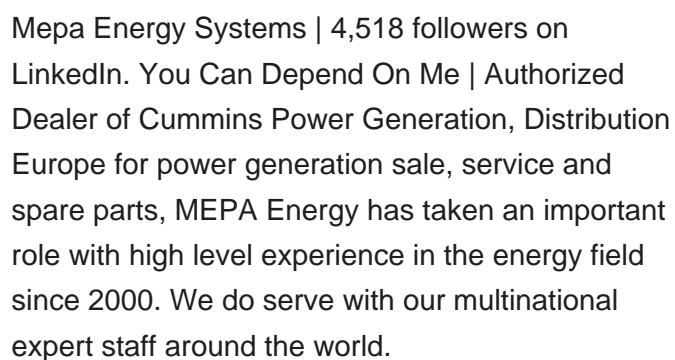 Mepa Energy Systems | 4,518 followers on
LinkedIn. You Can Depend On Me | Authorized
Dealer of Cummins Power Generation, Distribution
Europe for power generation sale, service and
spare parts, MEPA Energy has taken an important
role with high level experience in the energy field
since 2000. We do serve with our multinational
expert staff around the world.